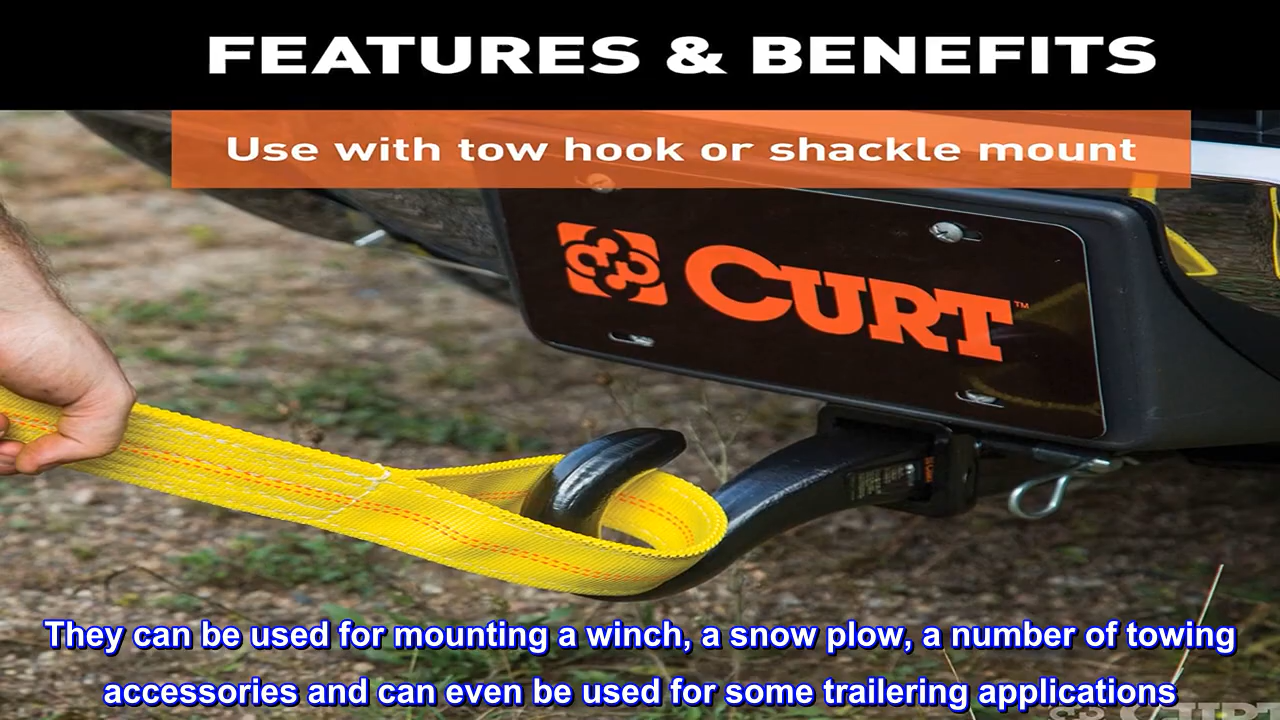 FEATURES & BENEFITS
Use with tow hook or shackle mount
CURT™
They can be used for mounting a winch, a snow plow, a number of towing
accessories and can even be used for some trailering applications